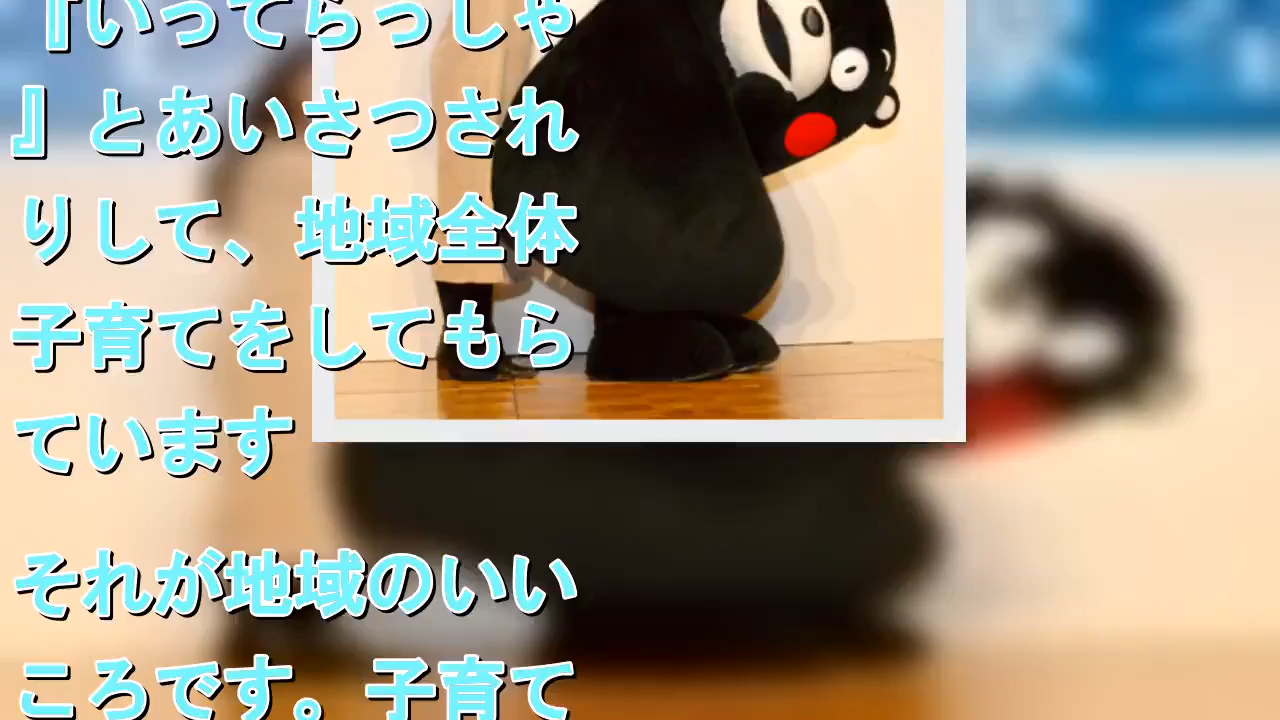 『いってらっしゃ
』とあいさつされ
りして、地域全体
子育てをしてもら
ています
それが地域のいい
ころです。子育て